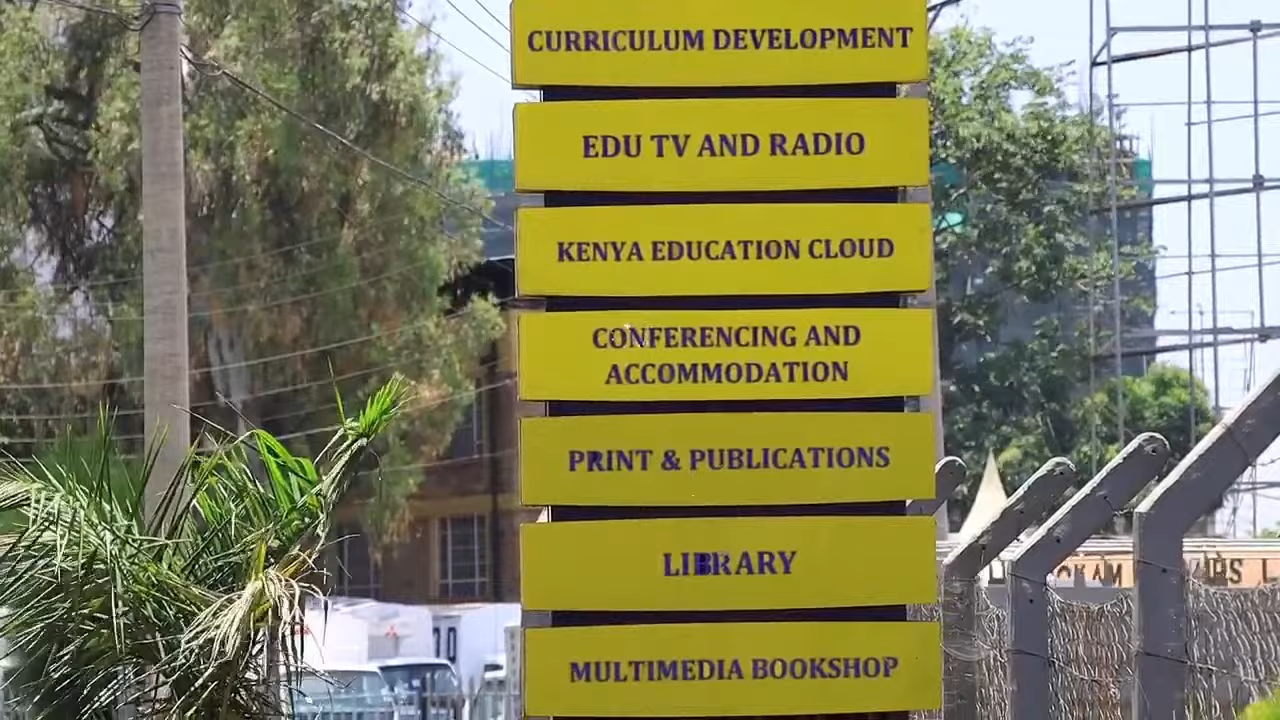 CURRICULUM DEVELOPMENT
EDU TV AND RADIO
KENYA EDUCATION CLOUD
CONFERENCING AND
ACCOMMODATION
PRINT & PUBLICATIONS
LIBRARY
MULTIMEDIA BOOKSHOP